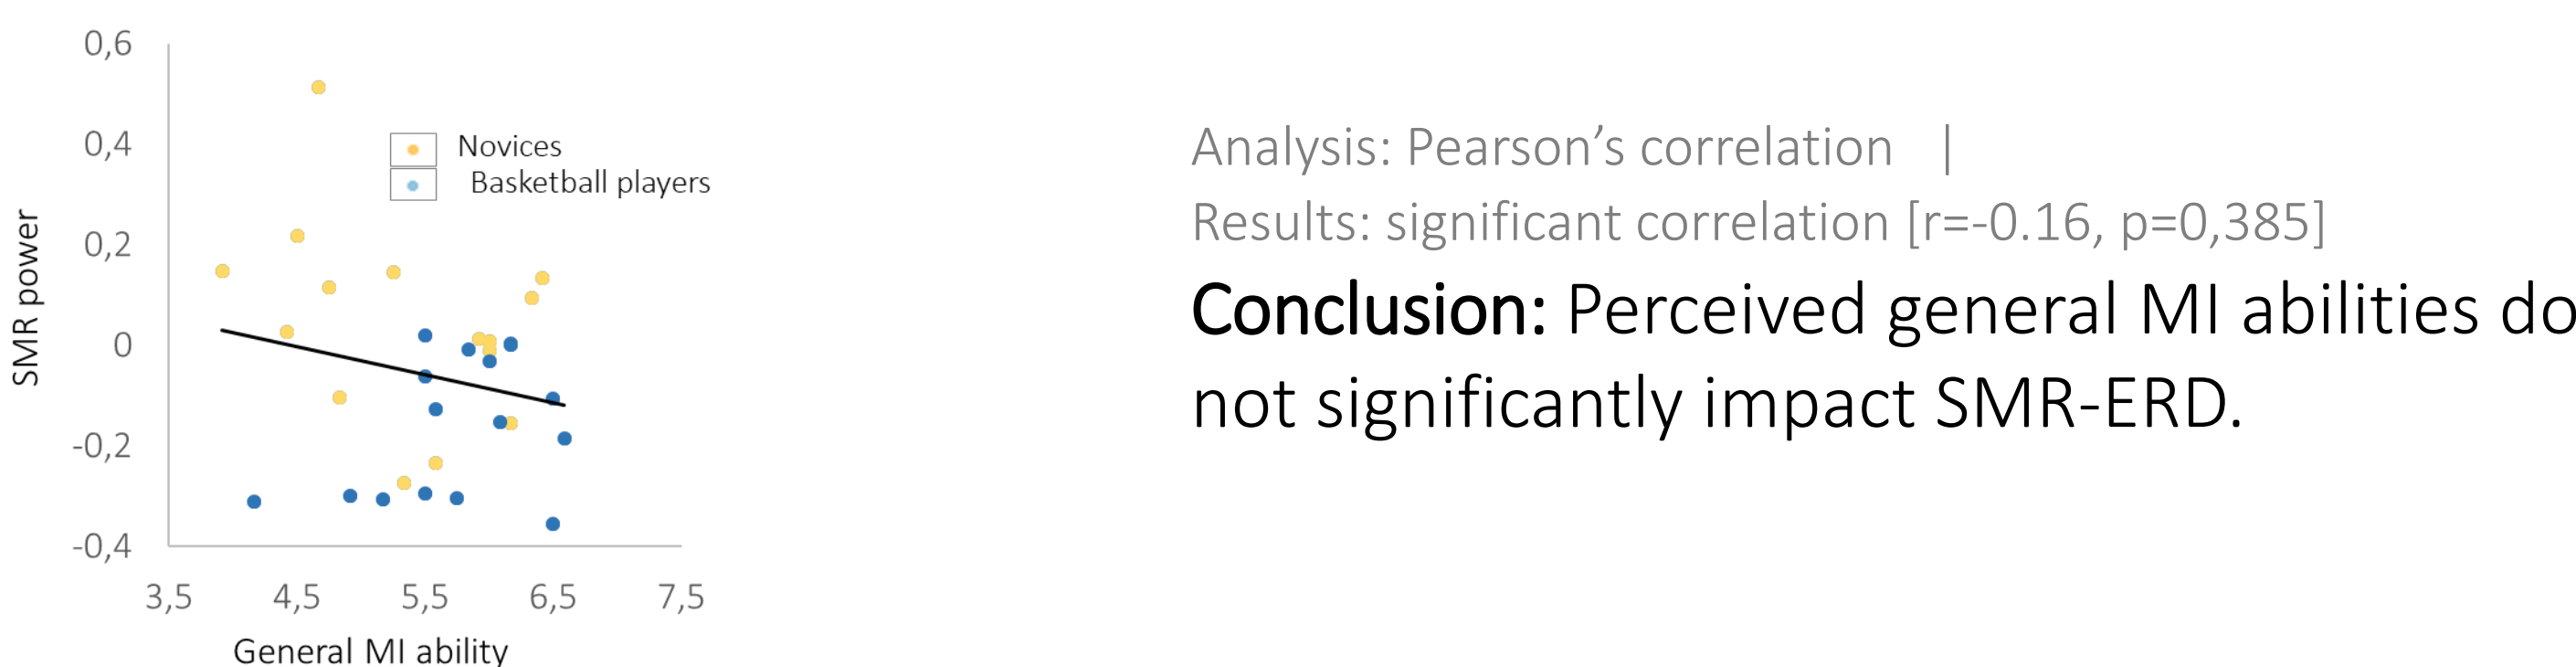 0,6
0,4
0,2
0
-0,2
-0,4
SMR power
Novices
Basketball players
3,5 4,5 5,5 6,5 7,5
General MI ability
Analysis: Pearson’s correlation |
Results: significant correlation [r=-0.16, p=0,385]
Conclusion: Perceived general MI abilities do
not significantly impact SMR-ERD.